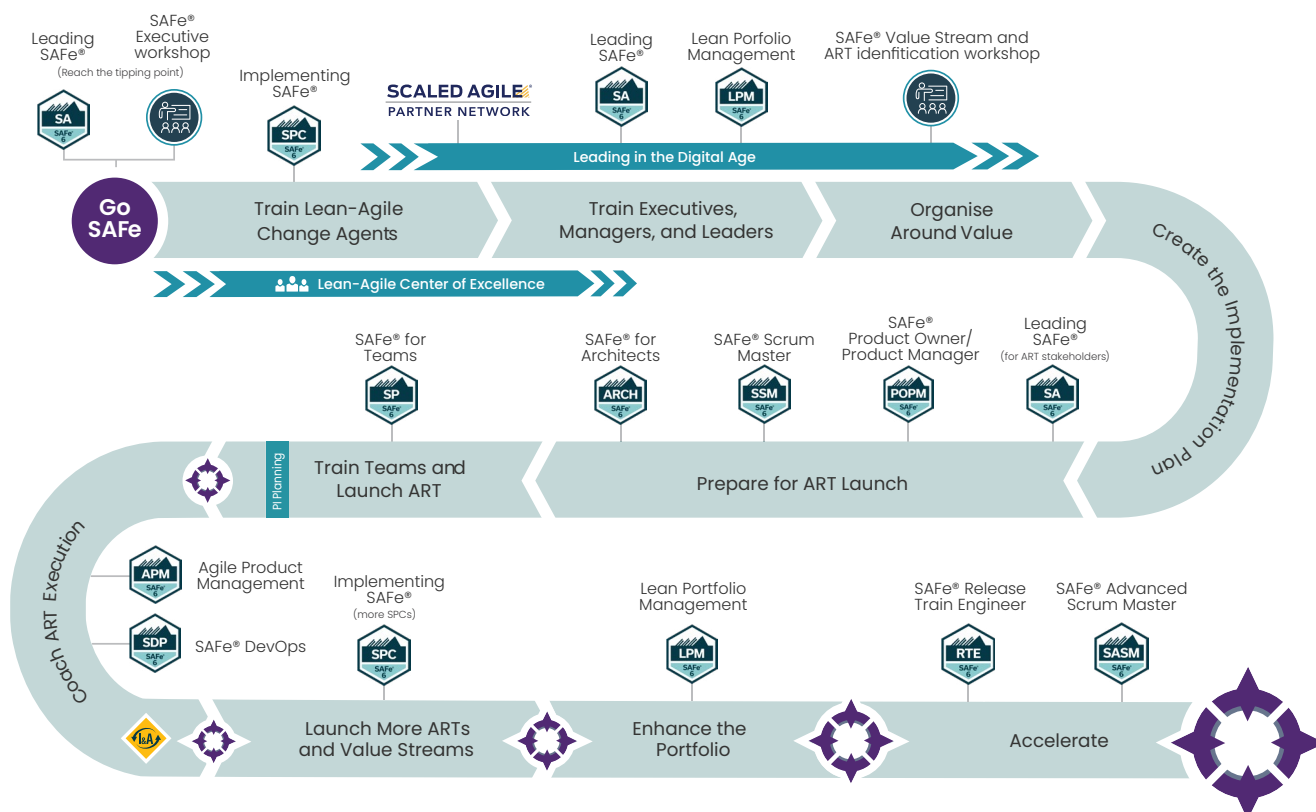 Leading
SAFe®
(Reach the tipping point)
SA
SAFe®
6
SAFe®
Executive
workshop
Implementing
SAFe®
SPC
SAFe®
6
SCALED AGILE®
PARTNER NETWORK
Leading
SAFe®
SA
SAFe®
6
Lean Porfolio
Management
LPM
SAFe®
6
SAFe® Value Stream and
ART idenfitication workshop
Leading in the Digital Age
Go
SAFe
Train Lean-Agile
Change Agents
Train Executives,
Managers, and Leaders
Organise
Around Value
Create the Implementation Plan
Lean-Agile Center of Excellence
SAFe® for
Teams
SP
SAFe®
6
SAFe® for
Architects
ARCH
SAFe®
6
SAFe® Scrum
Master
SSM
SAFe®
6
SAFe®
Product Owner/
Product Manager
POPM
SAFe®
6
Leading
SAFe®
(for ART stakeholders)
SA
SAFe®
6
PI Planning
Train Teams and
Launch ART
Prepare for ART Launch
Coach ART Execution
APM
SAFe®
6
Agile Product
Management
SDP
SAFe®
6
SAFe® DevOps
Implementing
SAFe®
(more SPCs)
SPC
SAFe®
6
Lean Portfolio
Management
LPM
SAFe®
6
SAFe® Release
Train Engineer
RTE
SAFe®
6
SAFe® Advanced
Scrum Master
SASM
SAFe®
6
I&A
Launch More ARTs
and Value Streams
Enhance the
Portfolio
Accelerate